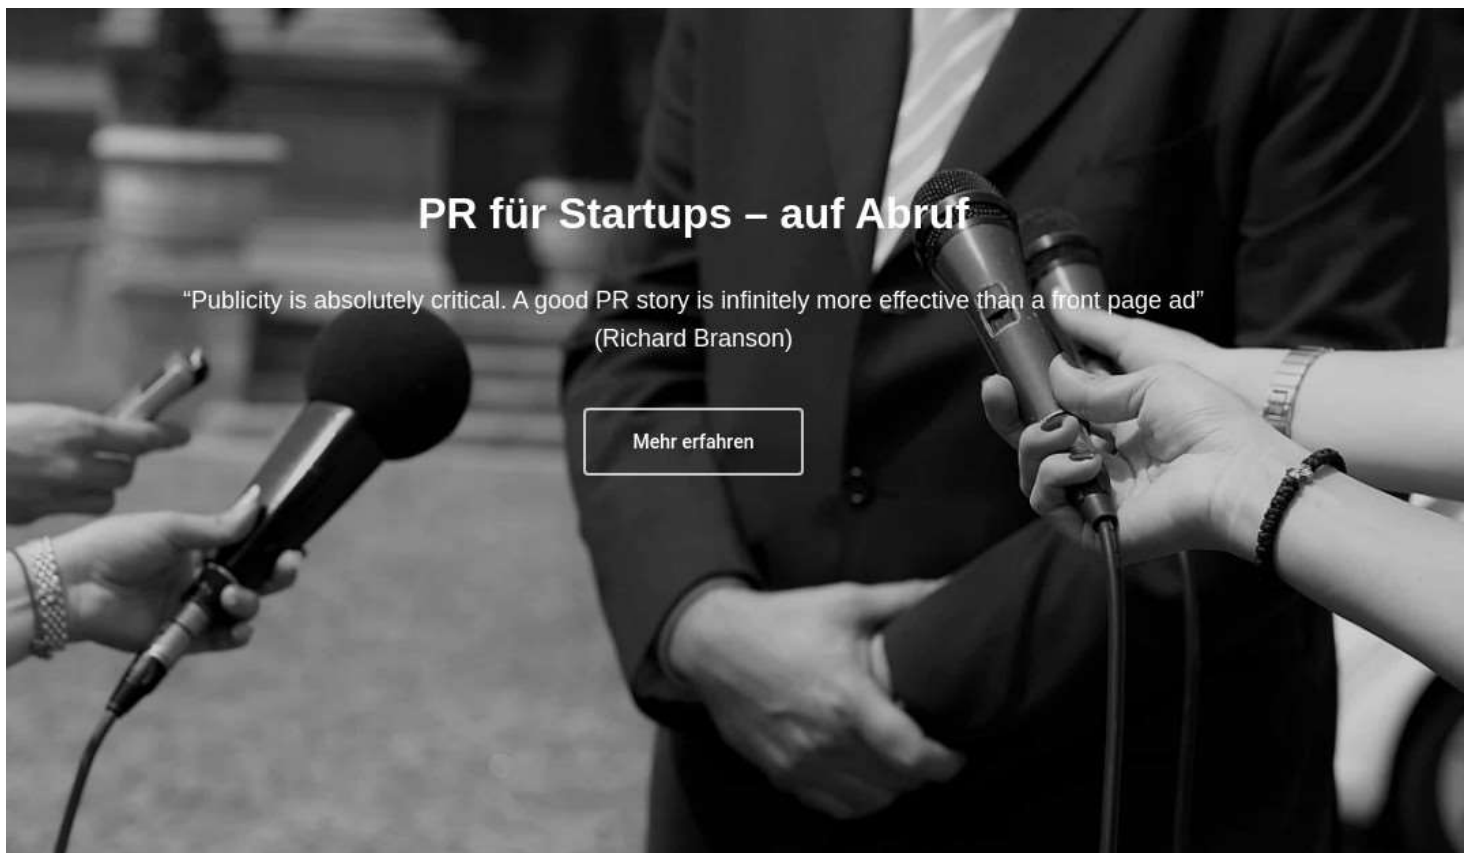 PR für Startups – auf Abruf
“Publicity is absolutely critical. A good PR story is infinitely more effective than a front page ad”
(Richard Branson)
Mehr erfahren